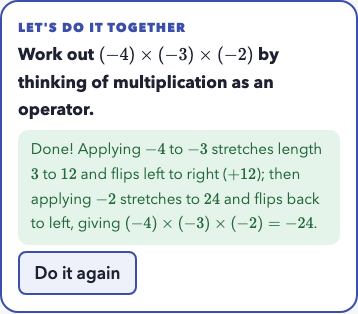 LET'S DO IT TOGETHER
Work out (−4) × (−3) × (−2) by
thinking of multiplication as an
operator.
Done! Applying −4 to −3 stretches length
3 to 12 and flips left to right (+12); then
applying −2 stretches to 24 and flips back
to left, giving (−4) × (−3) × (−2) = −24.
Do it again